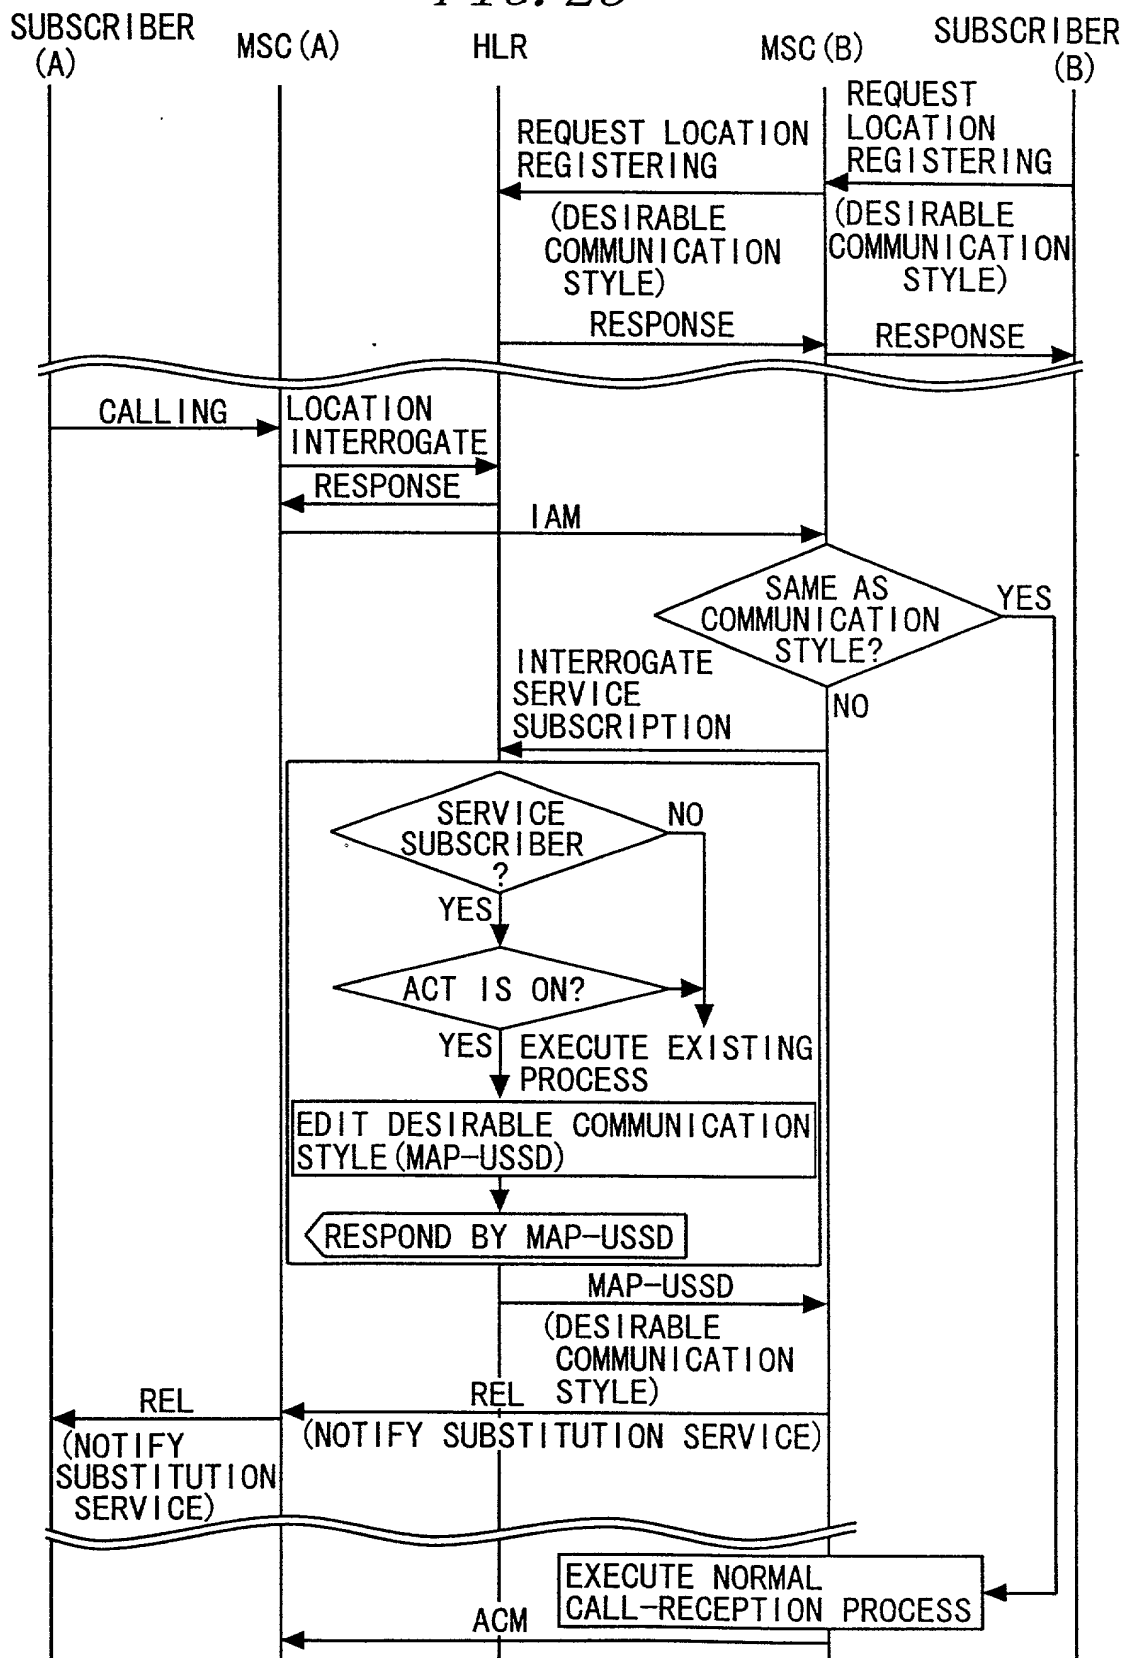 SUBSCRIBER
(A)
MSC(A)
HLR
MSC(B)
SUBSCRIBER
(B)
REQUEST
LOCATION
REGISTERING
REQUEST LOCATION
REGISTERING
(DESIRABLE
COMMUNICATION
STYLE)
(DESIRABLE
COMMUNICATION
STYLE)
RESPONSE
RESPONSE
CALLING
LOCATION
INTERROGATE
RESPONSE
IAM
SAME AS
COMMUNICATION
STYLE?
YES
NO
INTERROGATE
SERVICE
SUBSCRIPTION
SERVICE
SUBSCRIBER
?
NO
YES
ACT IS ON?
YES
EXECUTE EXISTING
PROCESS
EDIT DESIRABLE COMMUNICATION
STYLE(MAP-USSD)
RESPOND BY MAP-USSD
MAP-USSD
(DESIRABLE
COMMUNICATION
STYLE)
REL
(NOTIFY SUBSTITUTION SERVICE)
REL
(NOTIFY
SUBSTITUTION
SERVICE)
EXECUTE NORMAL
CALL-RECEPTION PROCESS
ACM